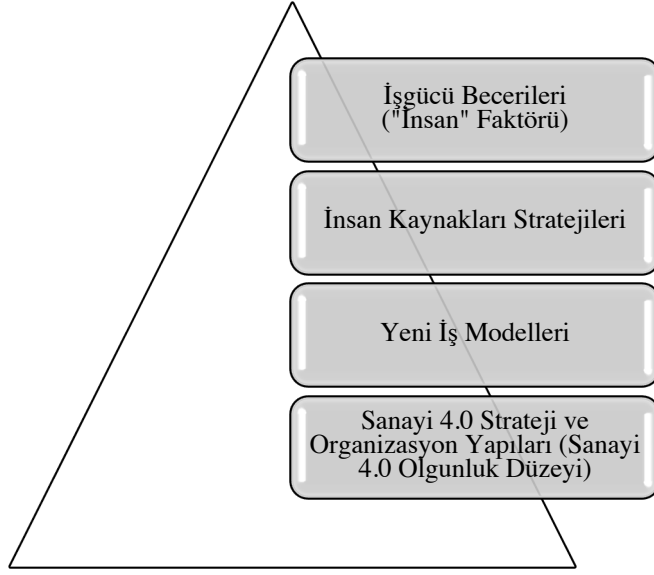 İşgücü Becerileri
("İnsan" Faktörü)
İnsan Kaynakları Stratejileri
Yeni İş Modelleri
Sanayi 4.0 Strateji ve
Organizasyon Yapıları (Sanayi
4.0 Olgunluk Düzeyi)